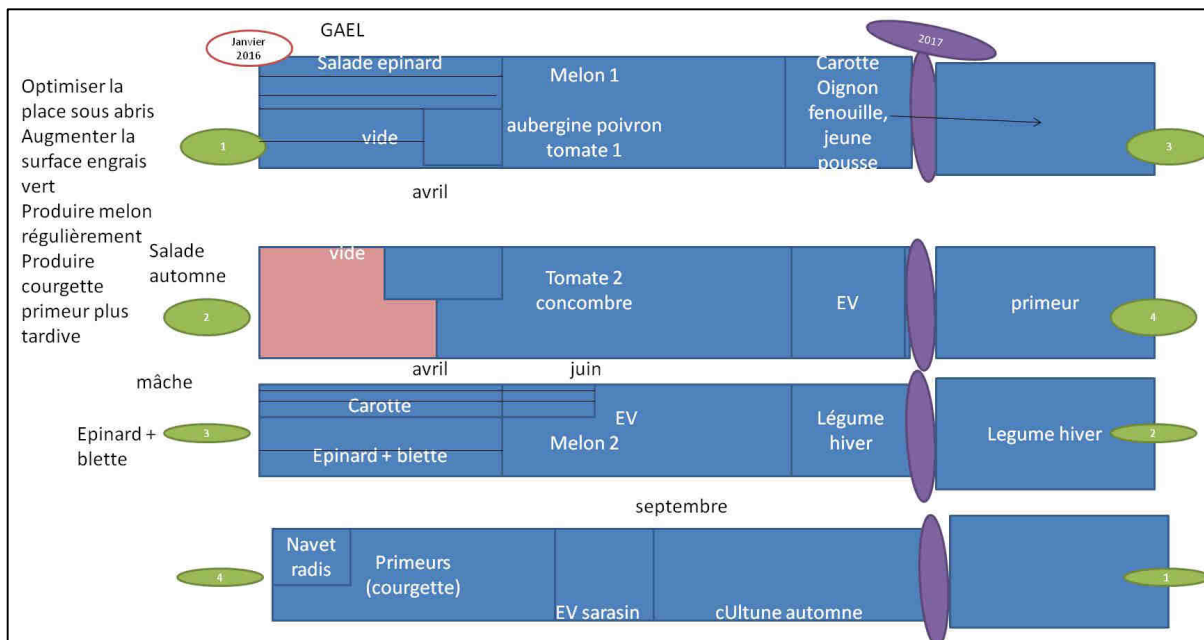 GAEL
Janvier
2016
2017
Optimiser la
place sous abris
Augmenter la
surface engrais
vert
Produire melon
régulièrement
Produire
courgette
primeur plus
tardive
Salade epinard
vide
Melon 1
aubergine poivron
tomate 1
Carotte
Oignon
fenouille,
jeune
pousse
1
3
avril
Salade
automne
2
vide
Tomate 2
concombre
EV
primeur
4
avril
juin
mâche
Epinard +
blette
3
Carotte
Epinard + blette
EV
Melon 2
Légume
hiver
Legume hiver
2
septembre
4
Navet
radis
Primeurs
(courgette)
EV sarasin
cUltune automne
1